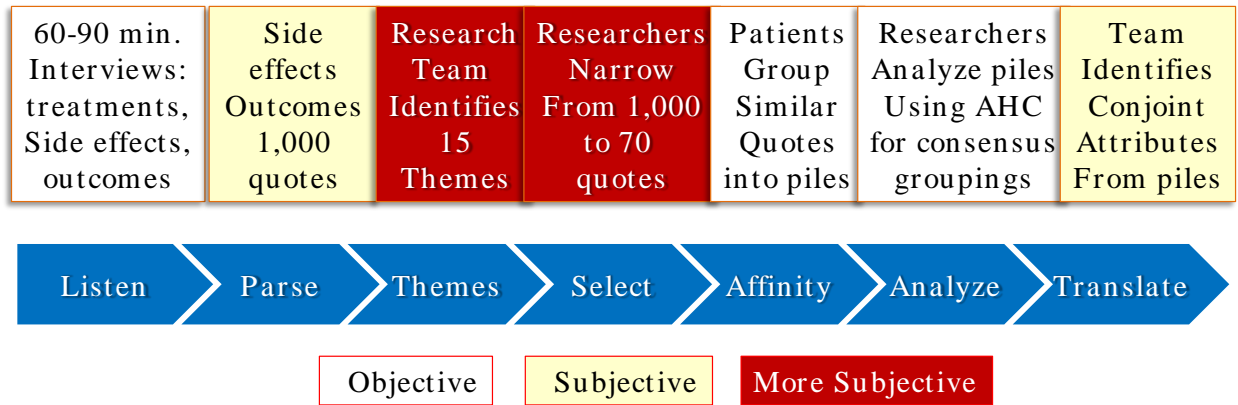 60-90 min.
Interviews:
treatments,
Side effects,
outcomes
Side
effects
Outcomes
1,000
quotes
Research
Team
Identifies
15
Themes
Researchers
Narrow
From 1,000
to 70
quotes
Patients
Group
Similar
Quotes
into piles
Researchers
Analyze piles
Using AHC
for consensus
groupings
Team
Identifies
Conjoint
Attributes
From piles
Listen
Parse
Themes
Select
Affinity
Analyze
Translate
Objective
Subjective
More Subjective